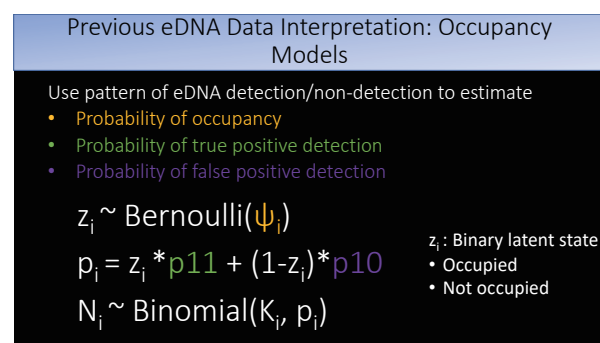 Previous eDNA Data Interpretation: Occupancy
Models
Use pattern of eDNA detection/non-detection to estimate
• Probability of occupancy
• Probability of true positive detection
• Probability of false positive detection
zᵢ ~ Bernoulli(ψᵢ)
pᵢ = zᵢ *p11 + (1-zᵢ)*p10
Nᵢ ~ Binomial(Kᵢ, pᵢ)
zᵢ : Binary latent state
• Occupied
• Not occupied